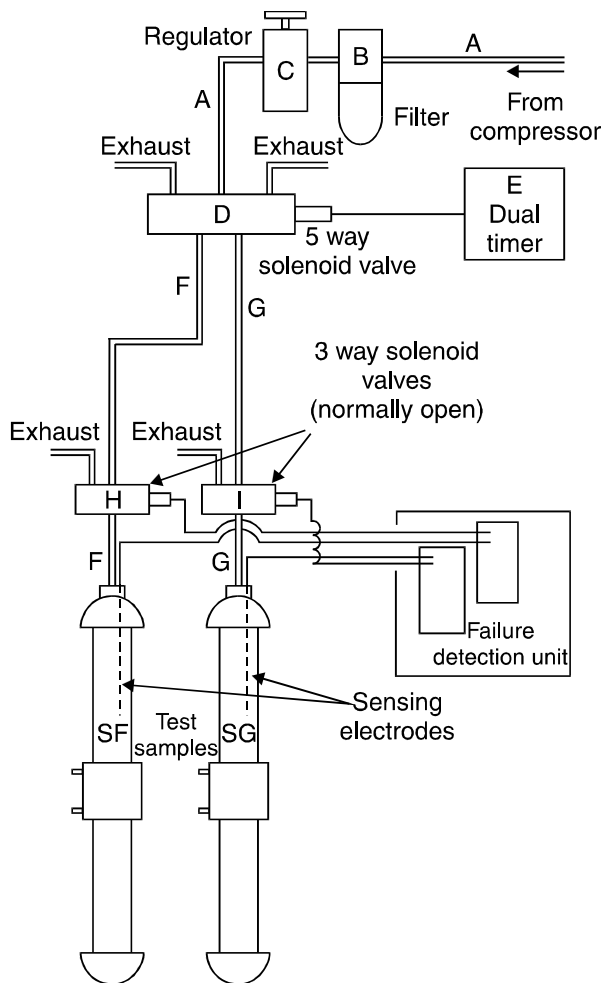 Regulator
A
B
C
A
Filter
From
compressor
Exhaust
Exhaust
D
E
Dual
timer
5 way
solenoid valve
F
G
3 way solenoid
valves
(normally open)
Exhaust
Exhaust
H
I
F
G
Failure
detection unit
Sensing
electrodes
SF
Test
samples
SG